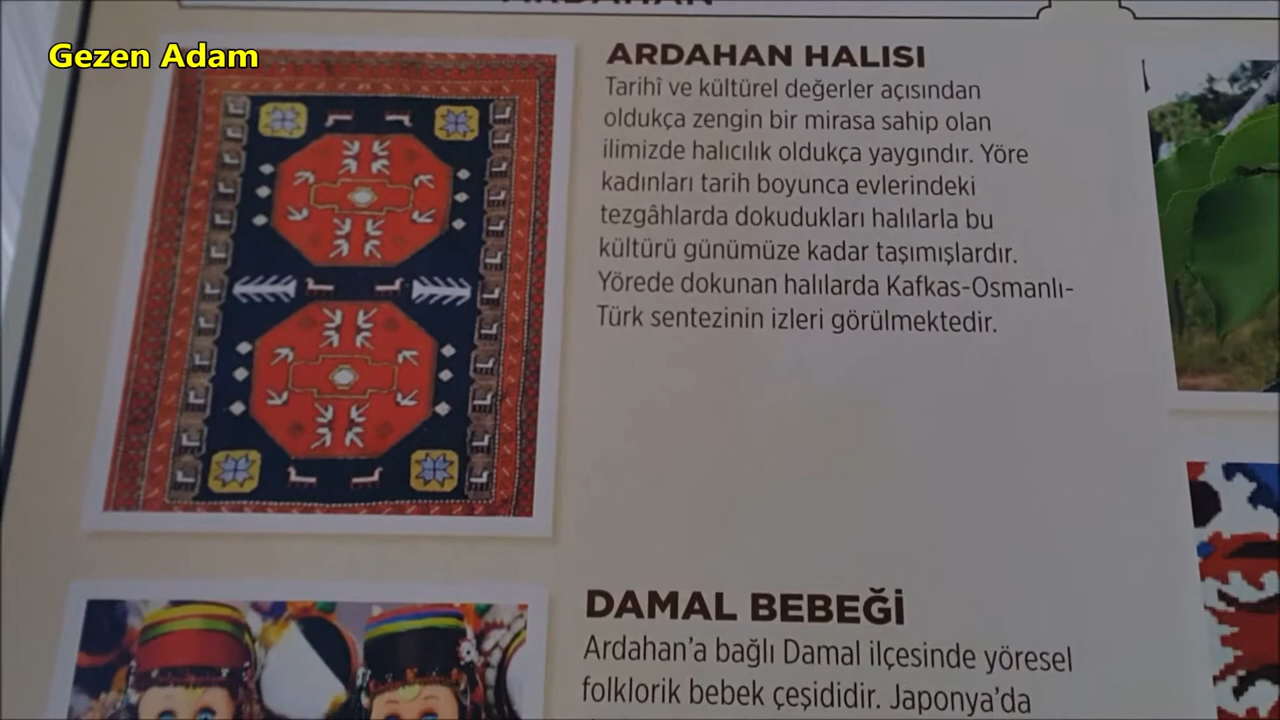 ARDAHAN
Gezen Adam
ARDAHAN HALISI
Tarihî ve kültürel değerler açısından
oldukça zengin bir mirasa sahip olan
ilimizde halıcılık oldukça yaygındır. Yöre
kadınları tarih boyunca evlerindeki
tezgâhlarda dokudukları halılarla bu
kültürü günümüze kadar taşımışlardır.
Yörede dokunan halılarda Kafkas-Osmanlı-
Türk sentezinin izleri görülmektedir.
DAMAL BEBEĞİ
Ardahan'a bağlı Damal ilçesinde yöresel
folklorik bebek çeşididir. Japonya'da